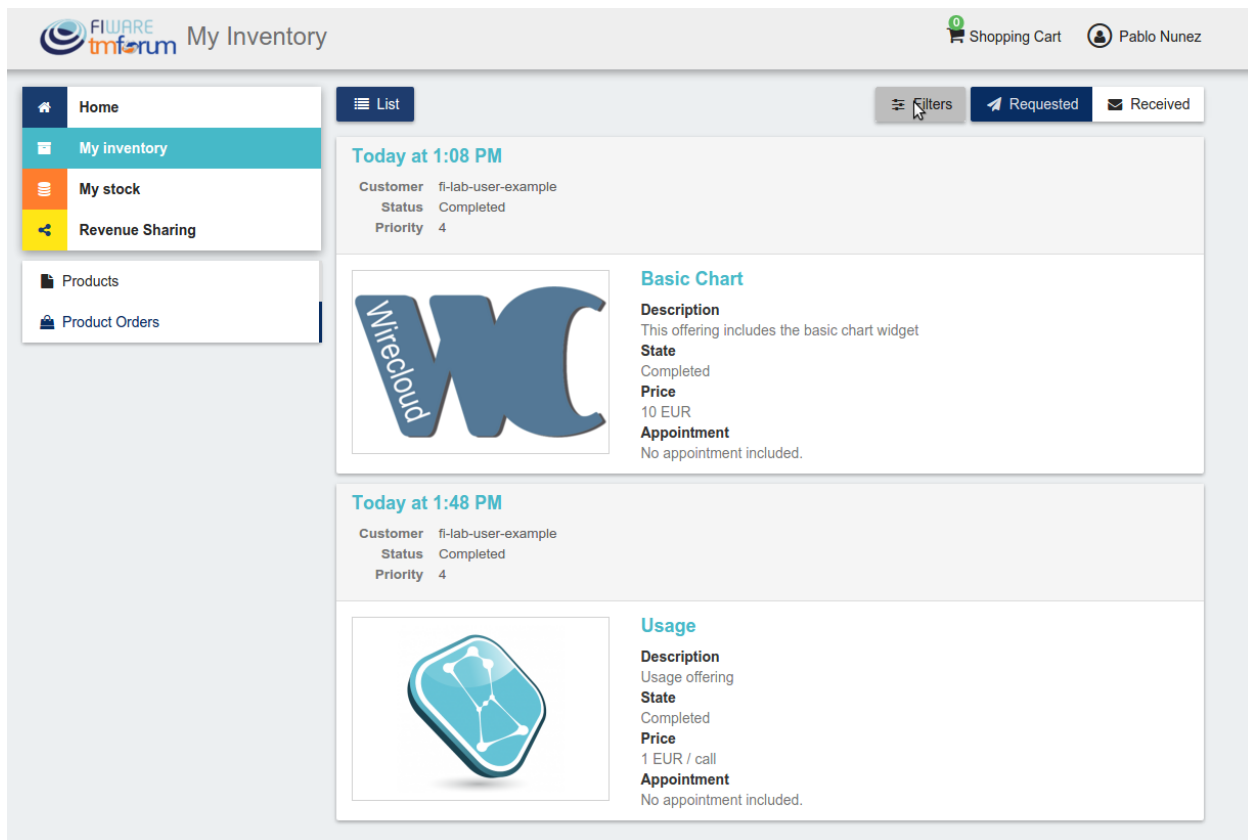 FIWARE
tmforum
My Inventory
0
Shopping Cart
Pablo Nunez
Home
My inventory
My stock
Revenue Sharing
Products
Product Orders
List
Filters
Requested
Received
Today at 1:08 PM
Customer fi-lab-user-example
Status Completed
Priority 4
Wirecloud
WC
Basic Chart
Description
This offering includes the basic chart widget
State
Completed
Price
10 EUR
Appointment
No appointment included.
Today at 1:48 PM
Customer fi-lab-user-example
Status Completed
Priority 4
Usage
Description
Usage offering
State
Completed
Price
1 EUR / call
Appointment
No appointment included.